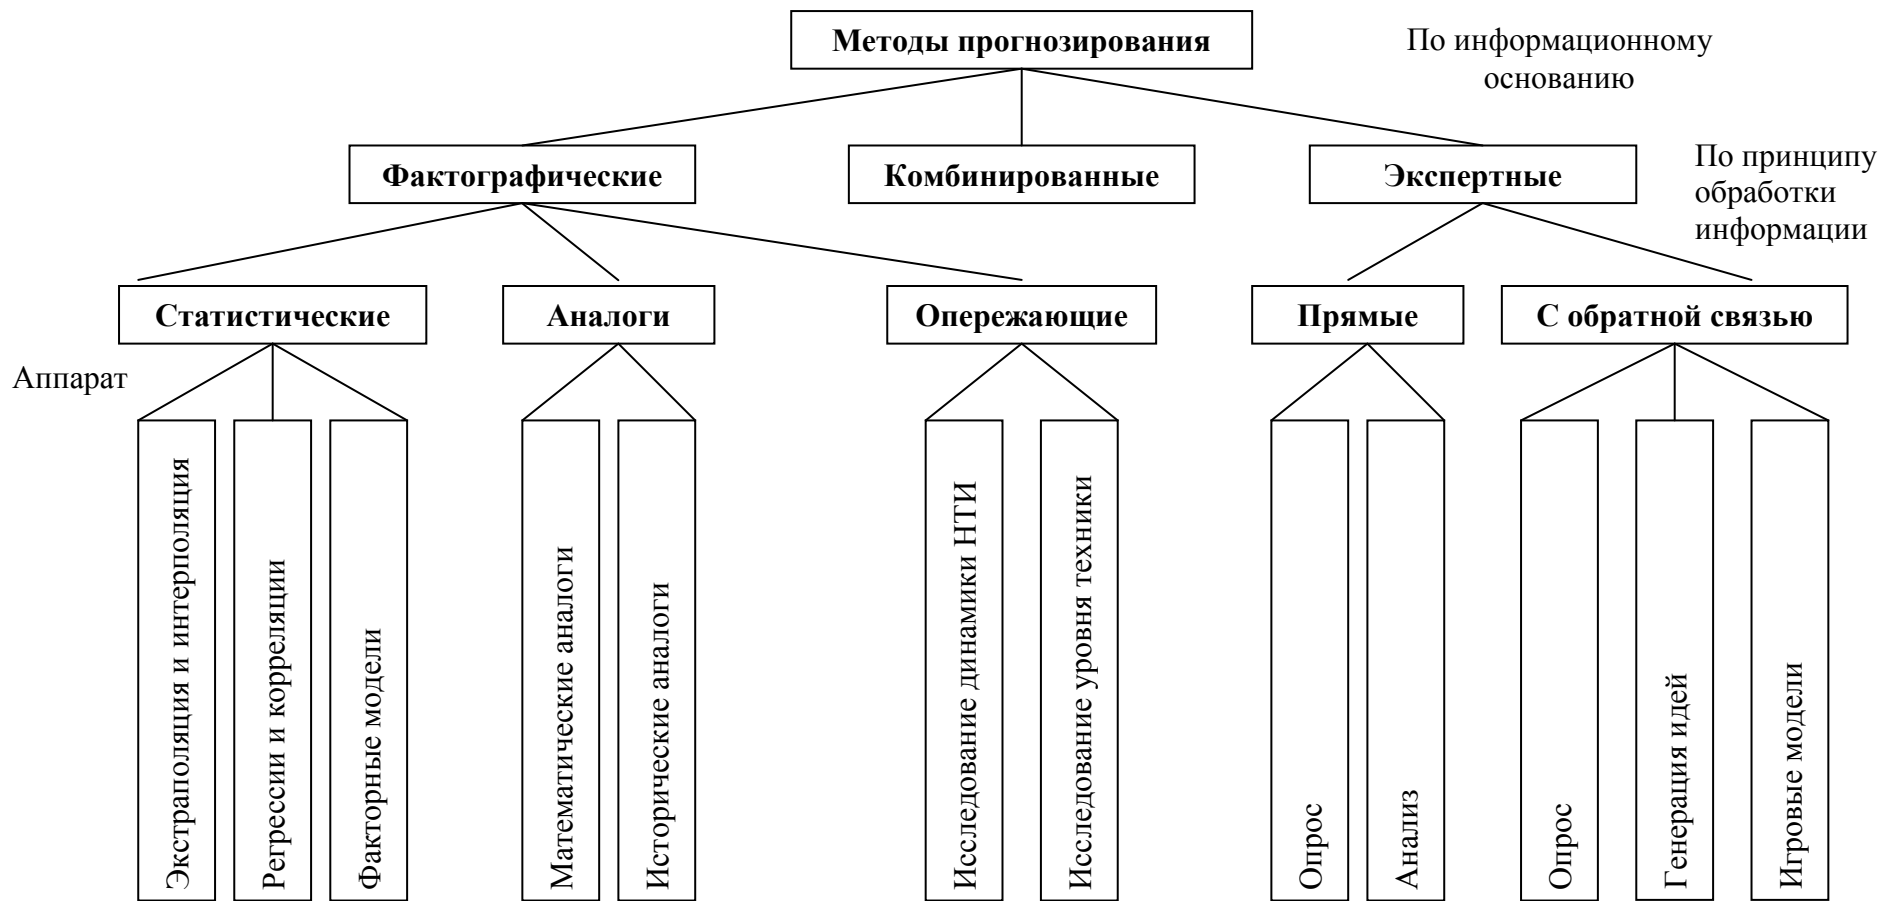 Методы прогнозирования
По информационному
основанию
Фактографические
Комбинированные
Экспертные
По принципу
обработки
информации
Статистические
Аналоги
Опережающие
Прямые
С обратной связью
Аппарат
Экстраполяция и интерполяция
Регрессии и корреляции
Факторные модели
Математические аналоги
Исторические аналоги
Исследование динамики НТИ
Исследование уровня техники
Опрос
Анализ
Опрос
Генерация идей
Игровые модели